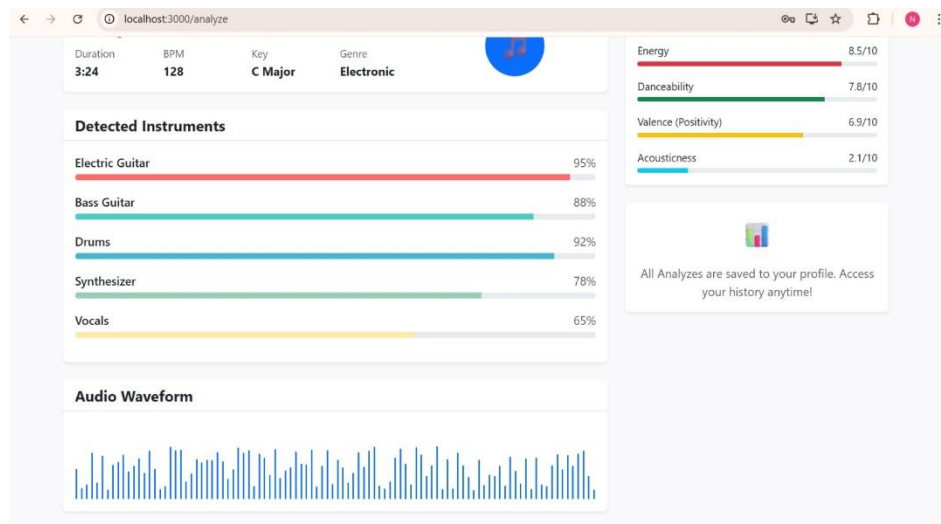 localhost:3000/analyze
N
Duration BPM Key Genre
3:24 128 C Major Electronic
Detected Instruments
Electric Guitar 95%
Bass Guitar 88%
Drums 92%
Synthesizer 78%
Vocals 65%
Audio Waveform
Energy 8.5/10
Danceability 7.8/10
Valence (Positivity) 6.9/10
Acousticness 2.1/10
All Analyzes are saved to your profile. Access
your history anytime!